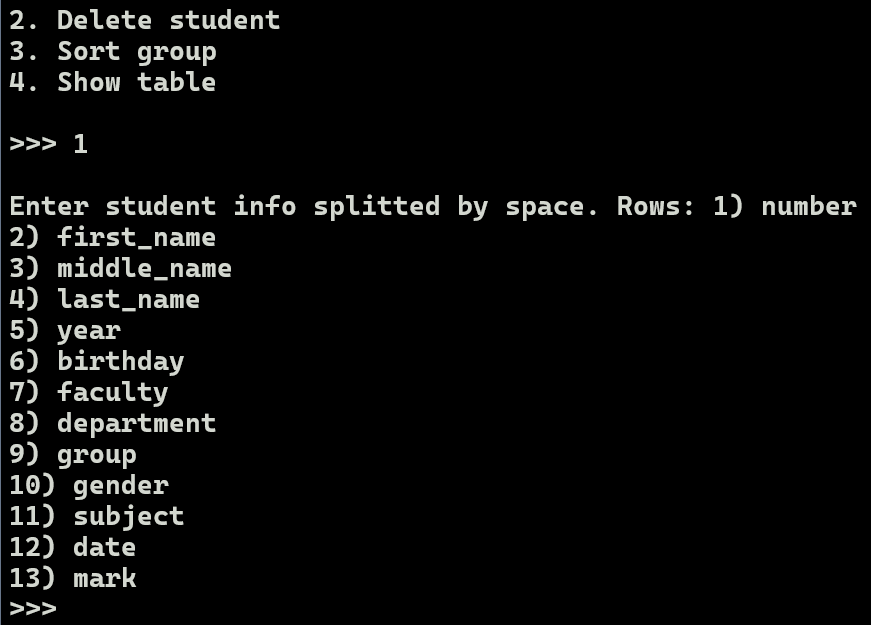 2. Delete student
3. Sort group
4. Show table
>>> 1
Enter student info splitted by space. Rows: 1) number
2) first_name
3) middle_name
4) last_name
5) year
6) birthday
7) faculty
8) department
9) group
10) gender
11) subject
12) date
13) mark
>>>